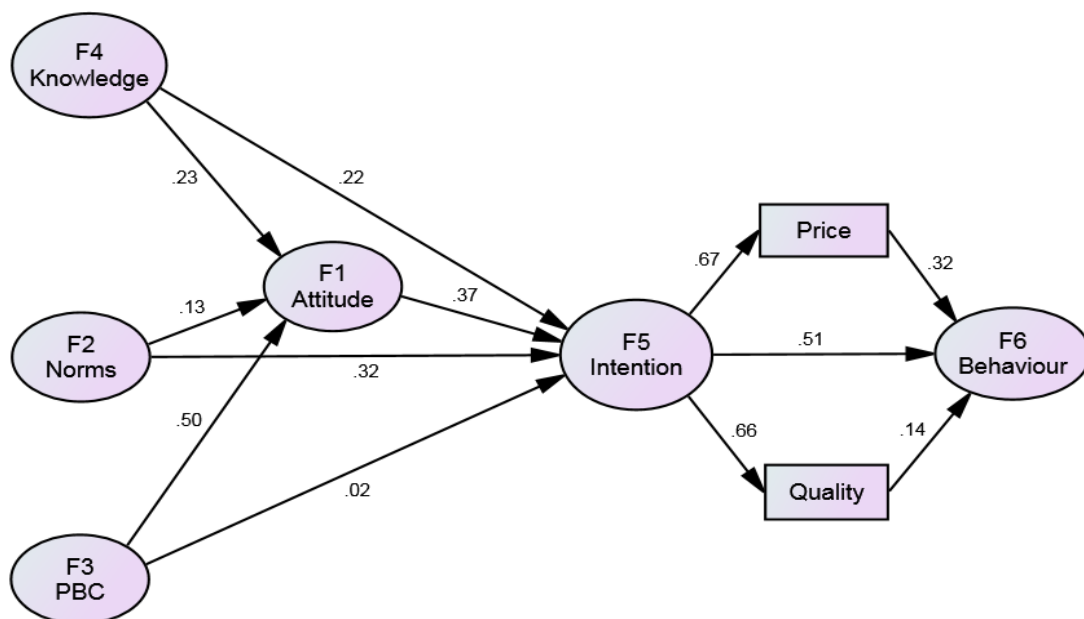 F4
Knowledge
.23
.22
F1
Attitude
.13
.37
F2
Norms
.32
.50
.02
F3
PBC
F5
Intention
.67
Price
.32
.51
F6
Behaviour
.66
Quality
.14